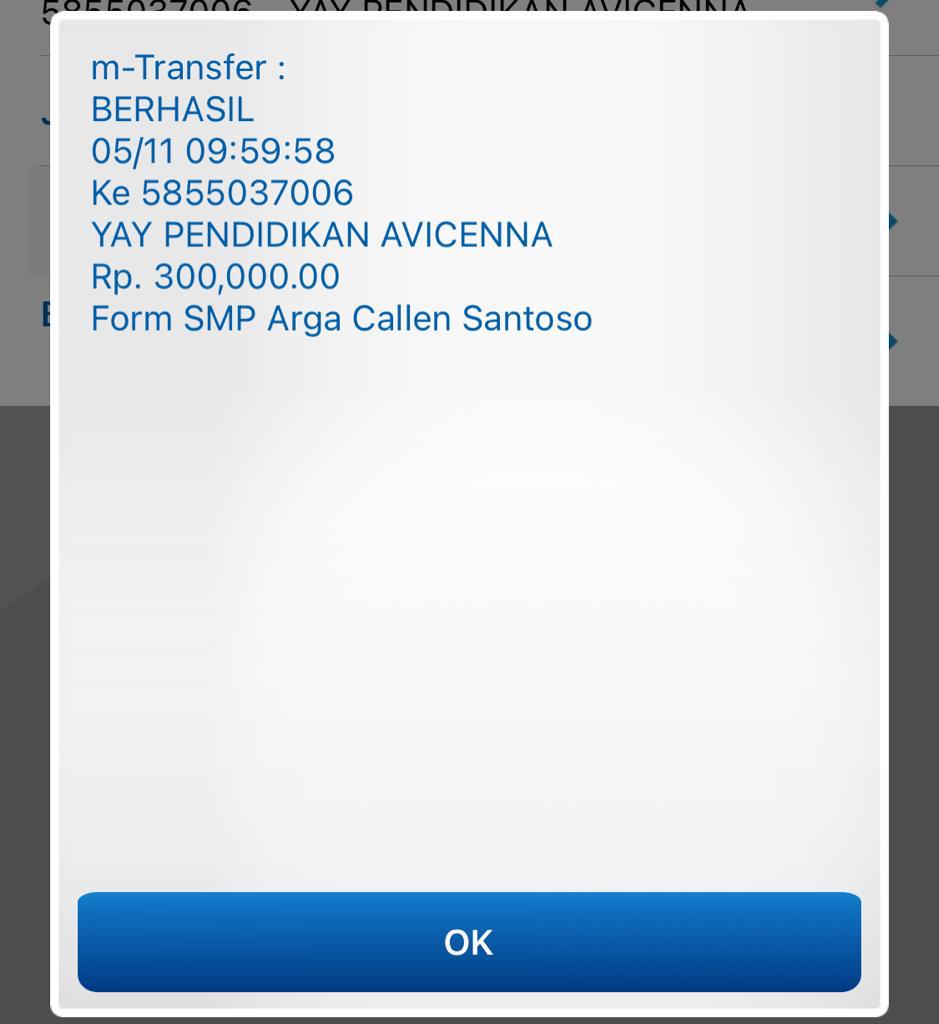 5855037006 YAY PENDIDIKAN AVICENNA
m-Transfer :
BERHASIL
05/11 09:59:58
Ke 5855037006
YAY PENDIDIKAN AVICENNA
Rp. 300,000.00
Form SMP Arga Callen Santoso
OK